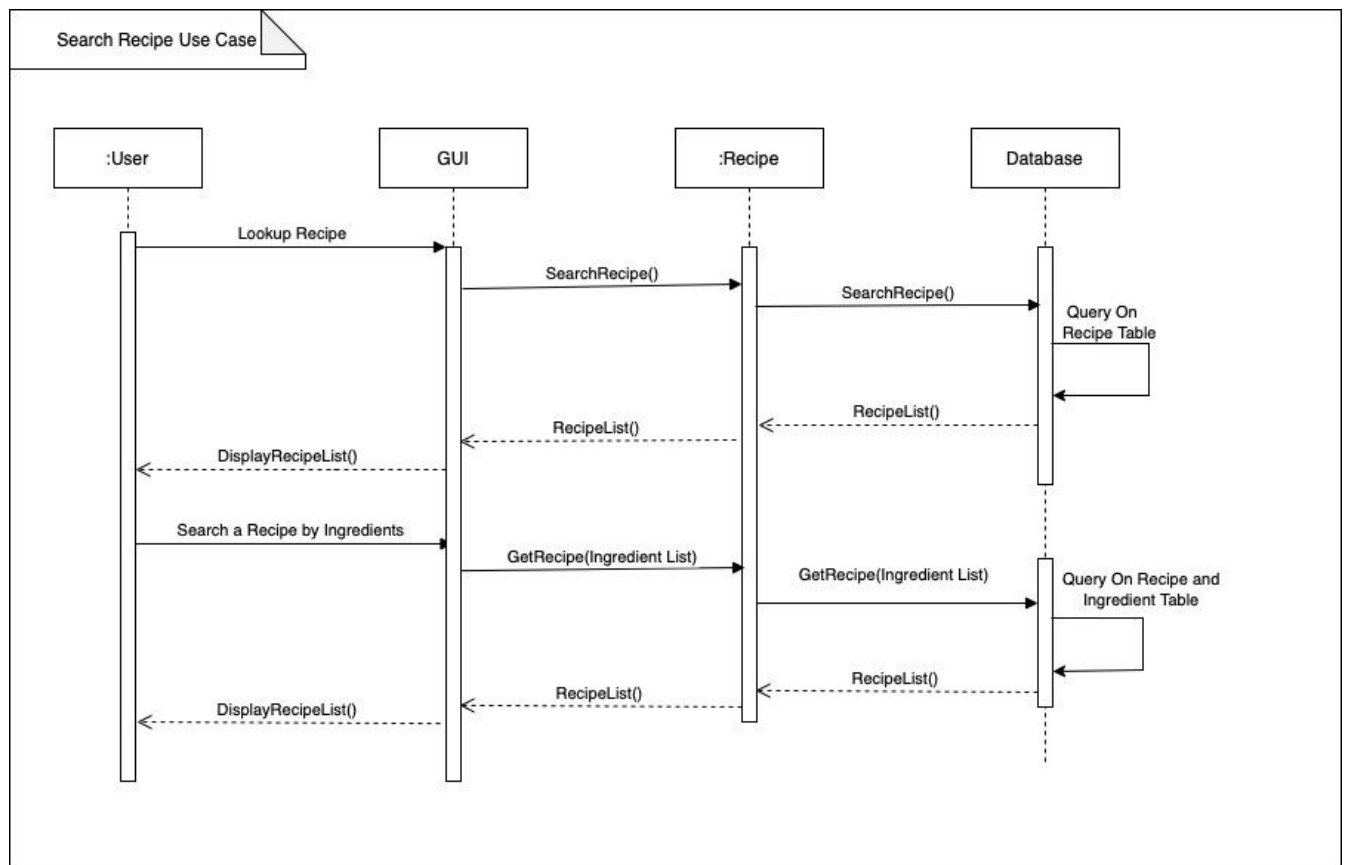 Search Recipe Use Case
:User
GUI
:Recipe
Database
Lookup Recipe
SearchRecipe()
SearchRecipe()
Query On
Recipe Table
RecipeList()
RecipeList()
DisplayRecipeList()
Search a Recipe by Ingredients
GetRecipe(Ingredient List)
GetRecipe(Ingredient List)
Query On Recipe and
Ingredient Table
RecipeList()
RecipeList()
DisplayRecipeList()